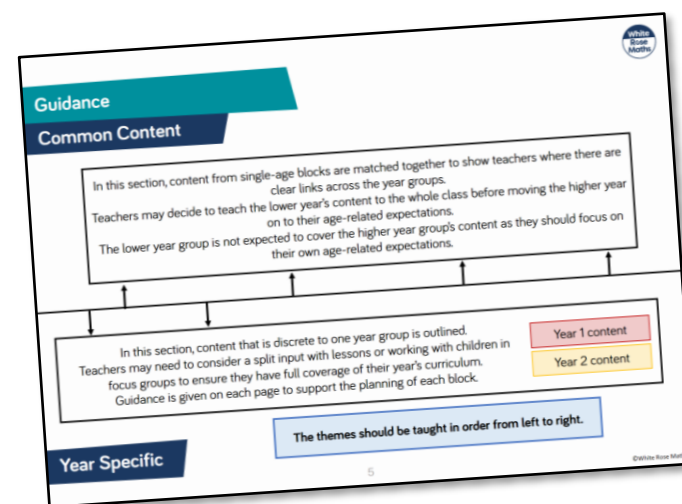 White
Rose
Maths
Guidance
Common Content
In this section, content from single-age blocks are matched together to show teachers where there are
clear links across the year groups.
Teachers may decide to teach the lower year's content to the whole class before moving the higher year
on to their age-related expectations.
The lower year group is not expected to cover the higher year group's content as they should focus on
their own age-related expectations.
In this section, content that is discrete to one year group is outlined.
Teachers may need to consider a split input with lessons or working with children in
focus groups to ensure they have full coverage of their year's curriculum.
Guidance is given on each page to support the planning of each block.
Year 1 content
Year 2 content
The themes should be taught in order from left to right.
Year Specific
5
©White Rose Mat